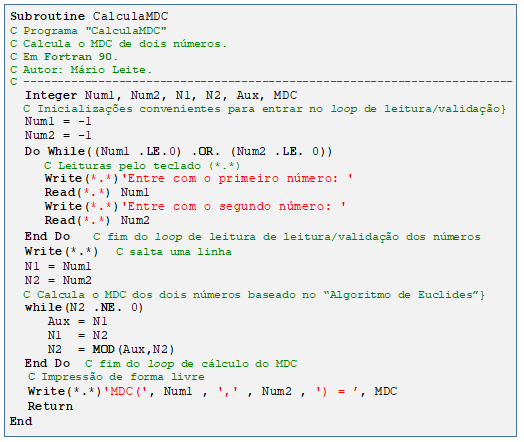 Subroutine CalculaMDC
C Programa "CalculaMDC"
C Calcula o MDC de dois números.
C Em Fortran 90.
C Autor: Mário Leite.
C -------------------------------------------------------------
Integer Num1, Num2, N1, N2, Aux, MDC
C Inicializações convenientes para entrar no loop de leitura/validação}
Num1 = -1
Num2 = -1
Do While((Num1 .LE.0) .OR. (Num2 .LE. 0))
C Leituras pelo teclado (*.*)
Write(*.*)'Entre com o primeiro número: '
Read(*.*) Num1
Write(*.*)'Entre com o segundo número: '
Read(*.*) Num2
End Do C fim do loop de leitura de leitura/validação dos números
Write(*.*) C salta uma linha
N1 = Num1
N2 = Num2
C Calcula o MDC dos dois números baseado no “Algoritmo de Euclides”}
while(N2 .NE. 0)
Aux = N1
N1 = N2
N2 = MOD(Aux,N2)
End Do C fim do loop de cálculo do MDC
C Impressão de forma livre
Write(*.*)'MDC(', Num1 , ',' , Num2 , ') = ’, MDC
Return
End